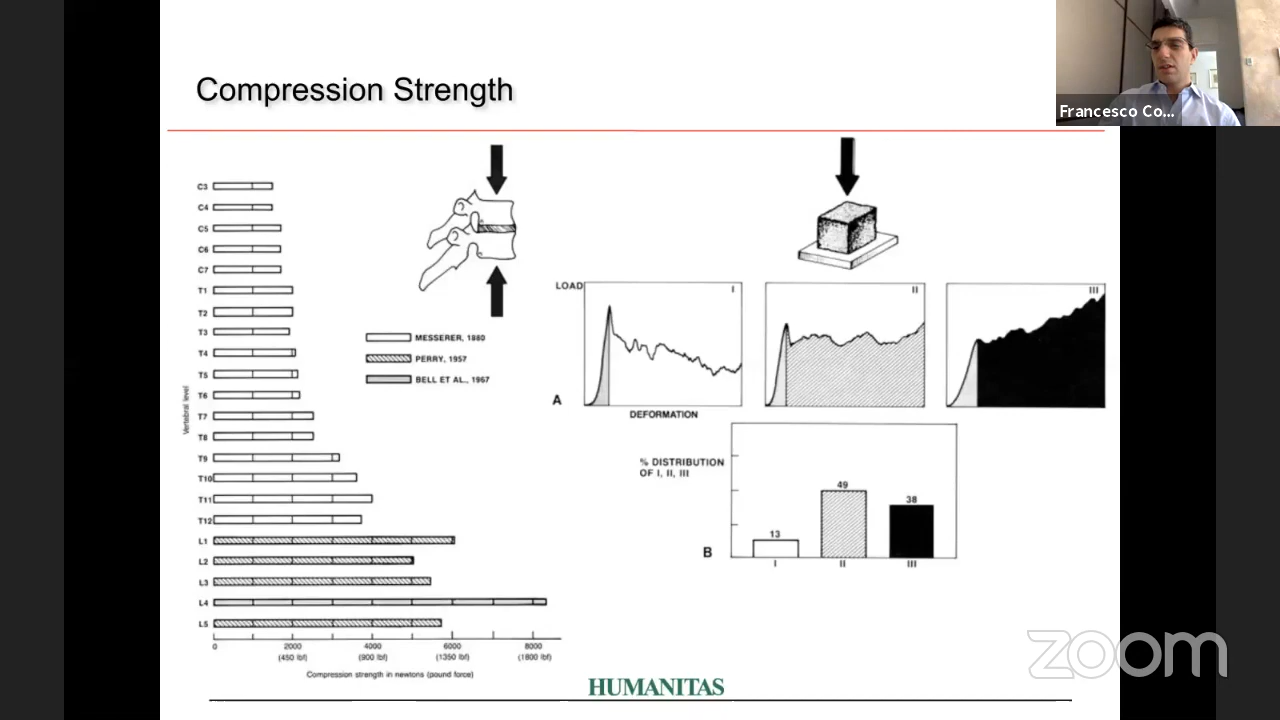 Compression Strength
Francesco Co...
C3
C4
C5
C6
C7
T1
T2
T3
T4
T5
T6
T7
T8
T9
T10
T11
T12
L1
L2
L3
L4
L5
Vertebral level
0 2000 4000 6000 8000
(450 lbf) (900 lbf) (1350 lbf) (1800 lbf)
Compression strength in newtons (pound force)
MESSERER, 1880
PERRY, 1957
BELL ET AL., 1967
LOAD
I
II
III
A
DEFORMATION
% DISTRIBUTION
OF I, II, III
13
49
38
B
I II III
HUMANITAS
zoom